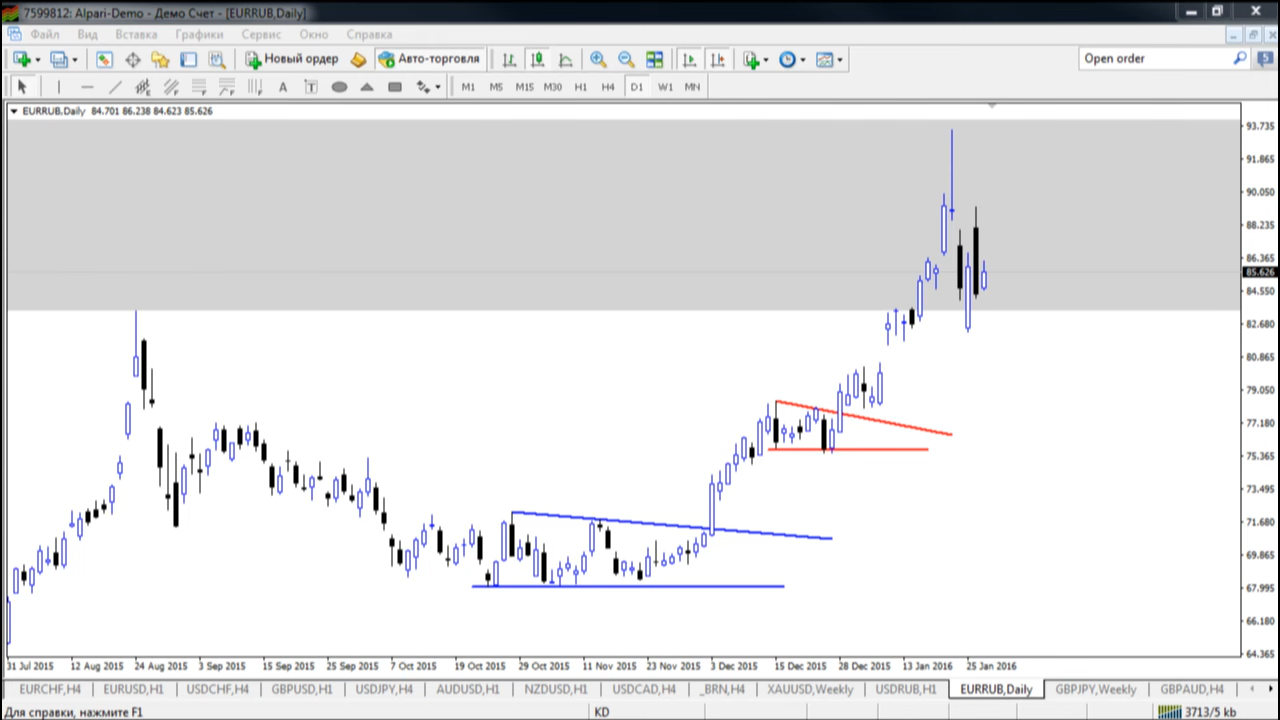 7599812: Alpari-Demo - Демо Счет - [EURRUB,Daily]
Файл Вид Вставка Графики Сервис Окно Справка
Новый ордер Авто-торговля Open order 5
A T M1 M5 M15 M30 H1 H4 D1 W1 MN
EURRUB,Daily 84.701 86.238 84.623 85.626
93.735
91.865
90.050
88.235
86.365
85.626
84.550
82.680
80.865
79.050
77.180
75.365
73.495
71.680
69.865
67.995
66.180
64.365
31 Jul 2015 12 Aug 2015 24 Aug 2015 3 Sep 2015 15 Sep 2015 25 Sep 2015 7 Oct 2015 19 Oct 2015 29 Oct 2015 11 Nov 2015 23 Nov 2015 3 Dec 2015 15 Dec 2015 28 Dec 2015 13 Jan 2016 25 Jan 2016
EURCHF,H4 EURUSD,H1 USDCHF,H4 GBPUSD,H1 USDJPY,H4 AUDUSD,H1 NZDUSD,H1 USDCAD,H4 _BRN,H4 XAUUSD,Weekly USDRUB,H1 EURRUB,Daily GBPJPY,Weekly GBPAUD,H4
Для справки, нажмите F1 KD 3713/5 kb